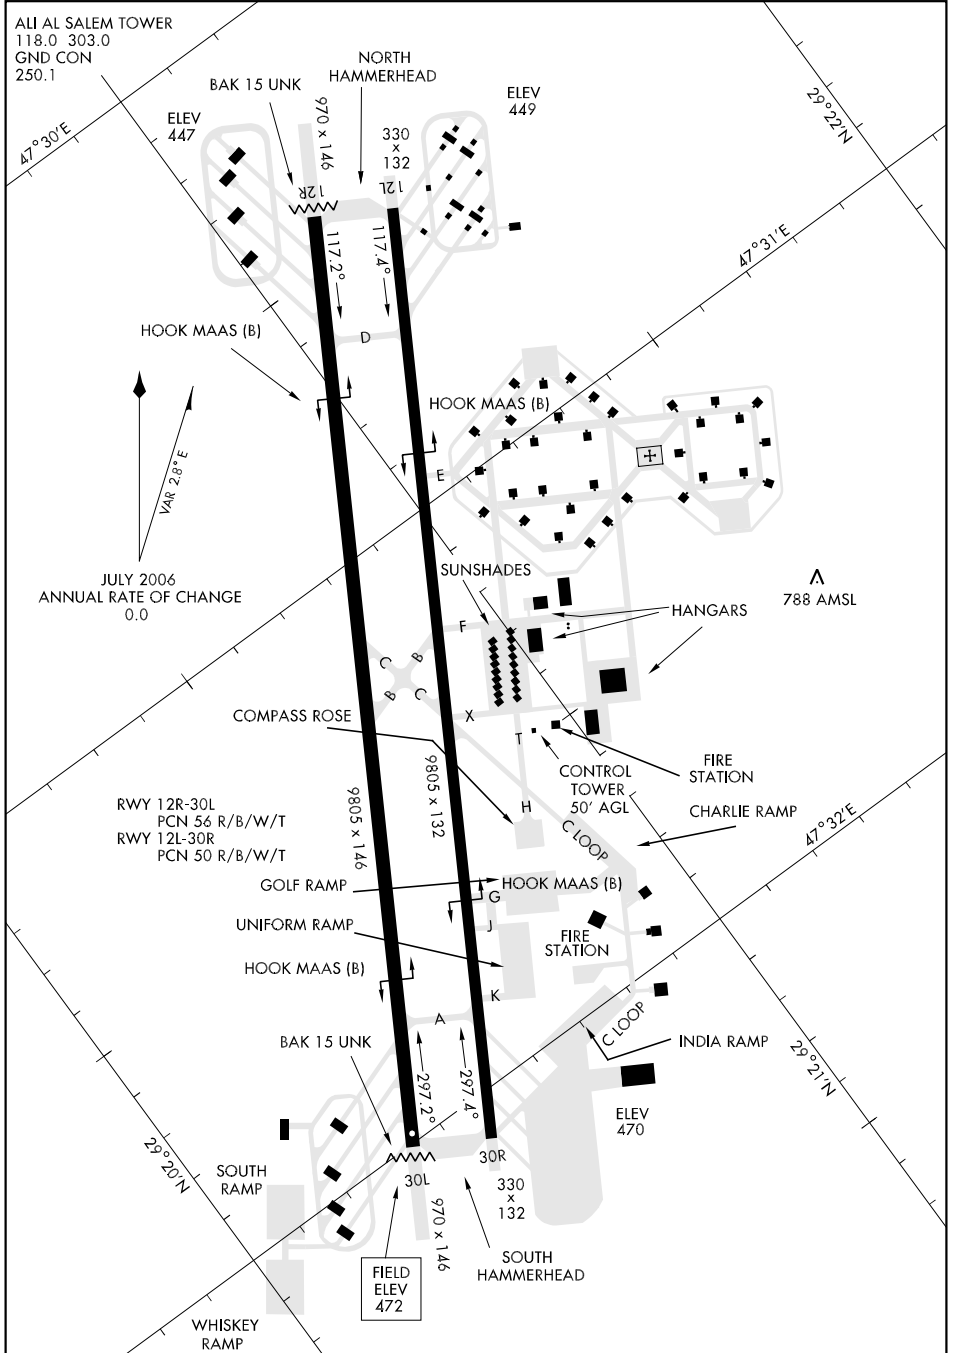 ALI AL SALEM TOWER
118.0 303.0
GND CON
250.1
NORTH
HAMMERHEAD
BAK 15 UNK
ELEV
449
ELEV
447
970 x 146
330
x
132
47°30'E
29°22'N
12R
12L
117.2°
117.4°
47°31'E
HOOK MAAS (B)
D
HOOK MAAS (B)
E
VAR 2.8° E
JULY 2006
ANNUAL RATE OF CHANGE
0.0
SUNSHADES
788 AMSL
HANGARS
F
C
B
B
C
COMPASS ROSE
X
T
CONTROL
TOWER
50' AGL
FIRE
STATION
9805 x 146
9805 x 132
RWY 12R-30L
PCN 56 R/B/W/T
RWY 12L-30R
PCN 50 R/B/W/T
H
C LOOP
CHARLIE RAMP
47°32'E
GOLF RAMP
HOOK MAAS (B)
G
UNIFORM RAMP
J
FIRE
STATION
HOOK MAAS (B)
K
A
C LOOP
BAK 15 UNK
INDIA RAMP
29°21'N
297.2°
297.4°
ELEV
470
29°20'N
SOUTH
RAMP
30L
30R
330
x
132
970 x 146
SOUTH
HAMMERHEAD
FIELD
ELEV
472
WHISKEY
RAMP